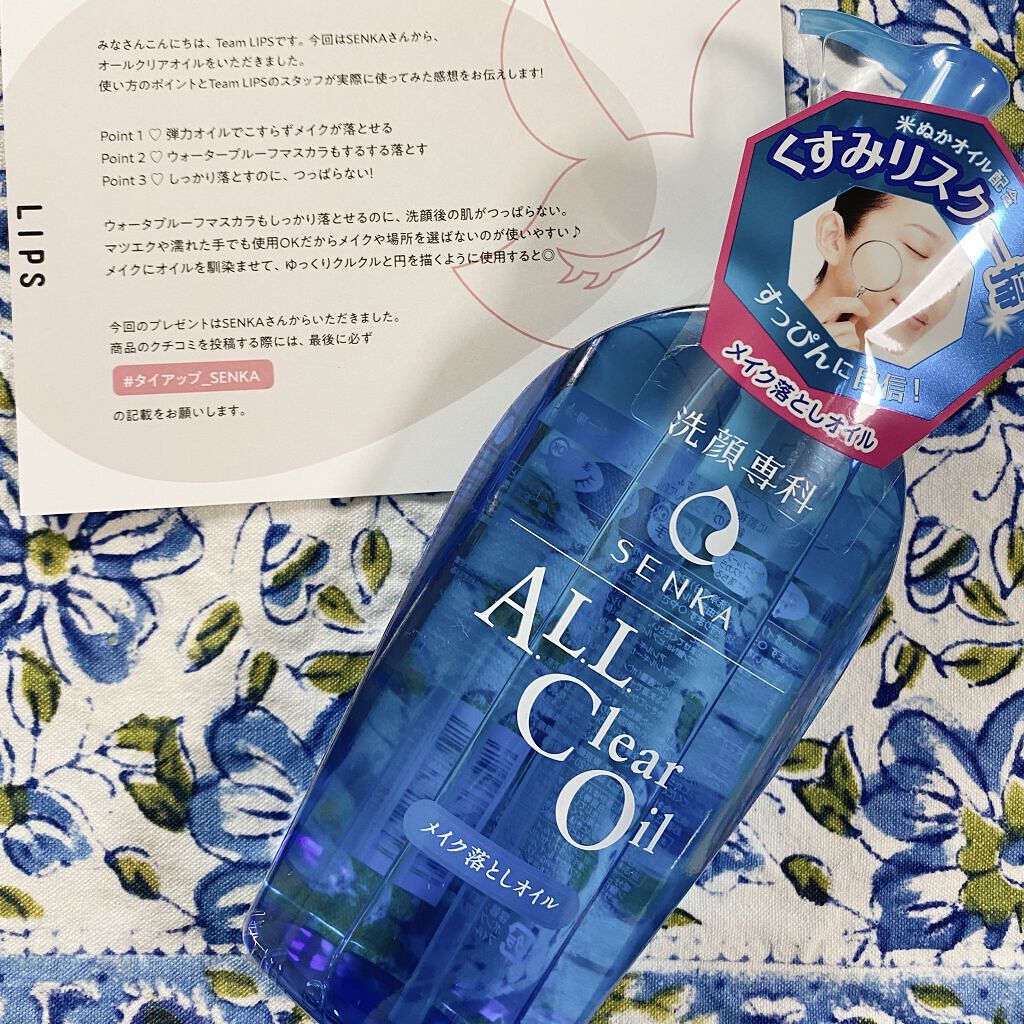 みなさんこんにちは、Team LIPSです。今回はSENKAさんから、
オールクリアオイルをいただきました。
使い方のポイントとTeam LIPSのスタッフが実際に使ってみた感想をお伝えします!
Point 1 ♡ 弾力オイルでこすらずメイクが落とせる
Point 2 ♡ ウォータープルーフマスカラもするする落とす
Point 3 ♡ しっかり落とすのに、つっぱらない!
ウォータプルーフマスカラもしっかり落とせるのに、洗顔後の肌がつっぱらない。
マツエクや濡れた手でも使用OKだからメイクや場所を選ばないのが使いやすい♪
メイクにオイルを馴染ませて、ゆっくりクルクルと円を描くように使用すると◎
今回のプレゼントはSENKAさんからいただきました。
商品のクチコミを投稿する際には、最後に必ず
#タイアップ_SENKA
の記載をお願いします。
LIPS
米ぬかオイル配合
くすみリスク
一掃
すっぴんに自信!
メイク落としオイル
洗顔専科
SENKA
A.L.L.
Clear
Oil
メイク落としオイル